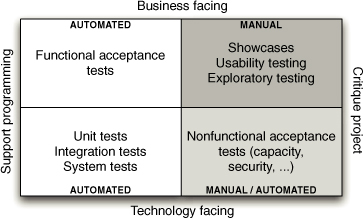 Business facing
AUTOMATED
MANUAL
Functional acceptance
tests
Showcases
Usability testing
Exploratory testing
Support programming
Critique project
Unit tests
Integration tests
System tests
Nonfunctional acceptance
tests (capacity,
security, ...)
AUTOMATED
MANUAL / AUTOMATED
Technology facing